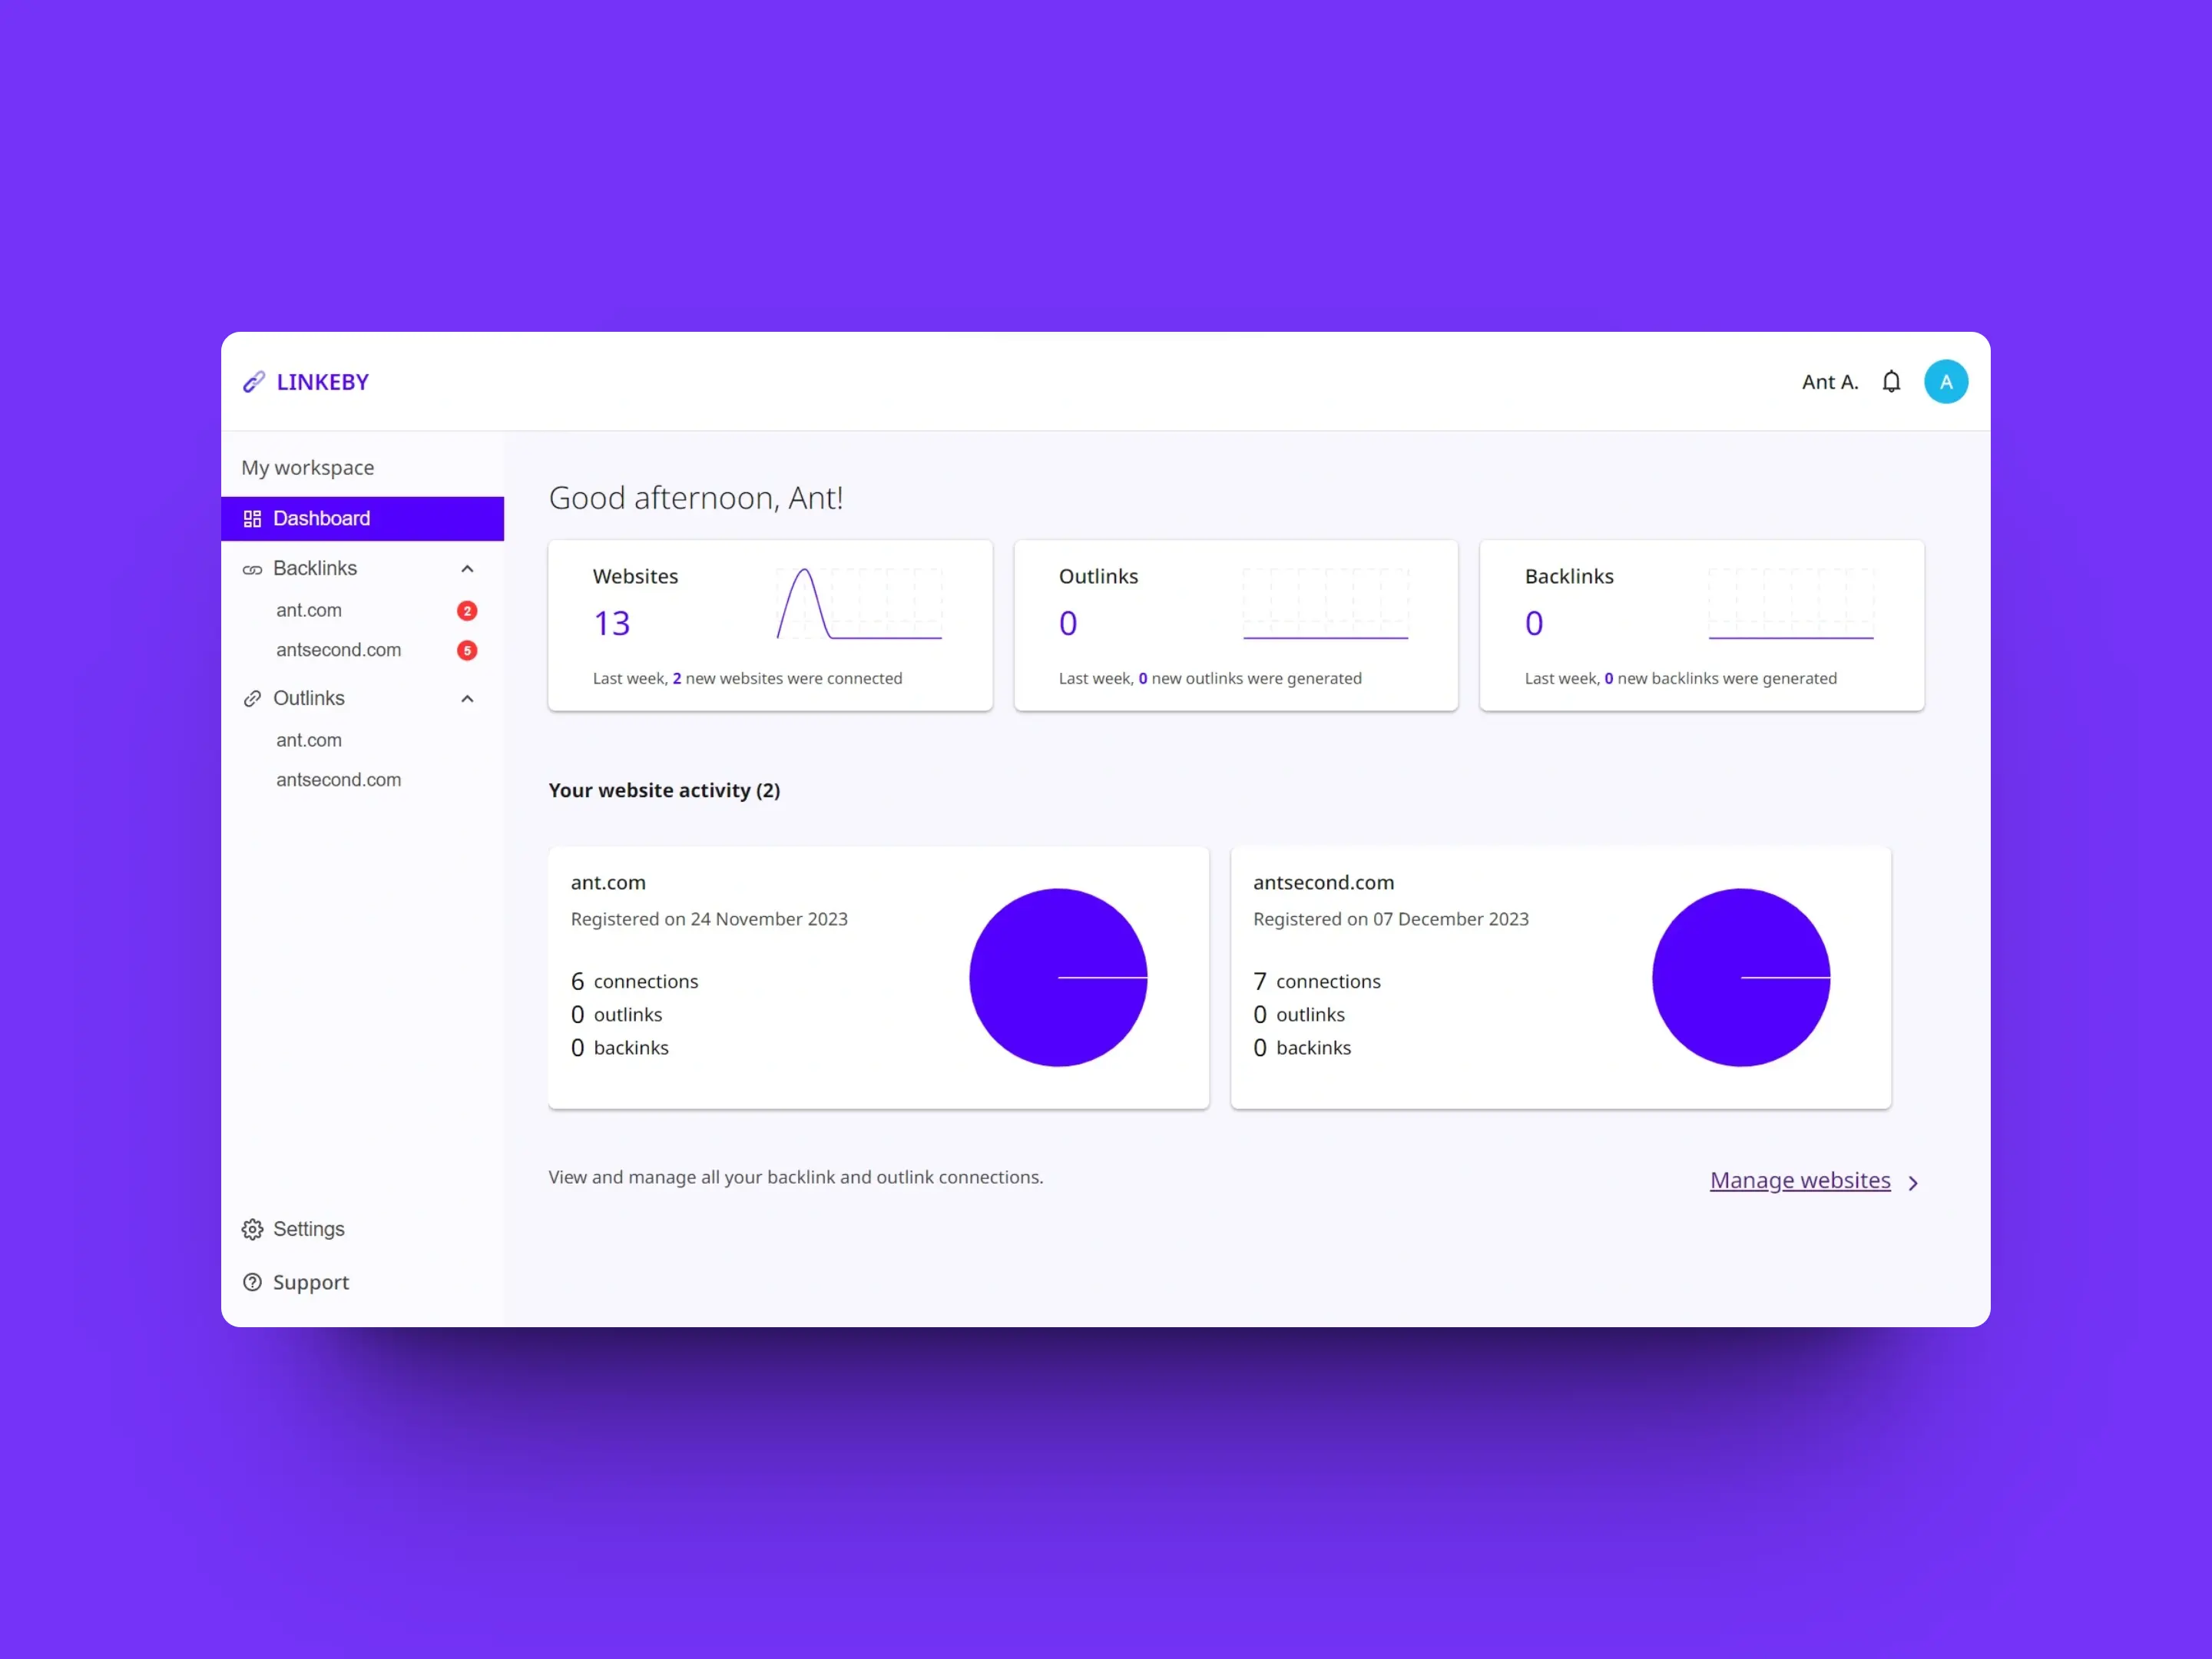 LINKEBY
Ant A.
A
My workspace
Dashboard
Backlinks
ant.com 2
antsecond.com 5
Outlinks
ant.com
antsecond.com
Settings
Support
Good afternoon, Ant!
Websites
13
Last week, 2 new websites were connected
Outlinks
0
Last week, 0 new outlinks were generated
Backlinks
0
Last week, 0 new backlinks were generated
Your website activity (2)
ant.com
Registered on 24 November 2023
6 connections
0 outlinks
0 backinks
antsecond.com
Registered on 07 December 2023
7 connections
0 outlinks
0 backinks
View and manage all your backlink and outlink connections.
Manage websites